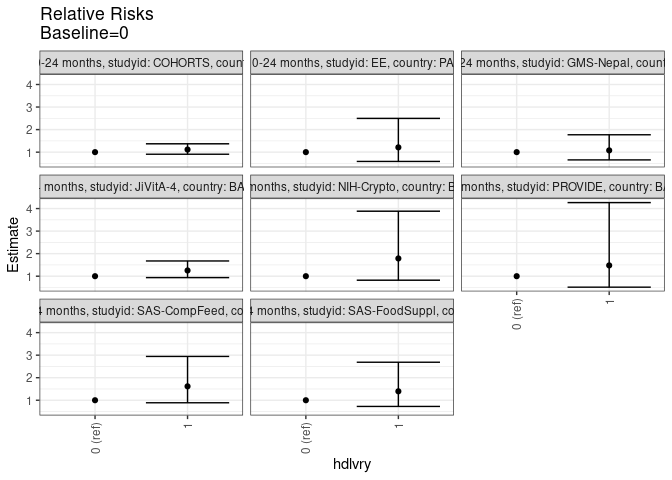 Relative Risks
Baseline=0
0-24 months, studyid: COHORTS, coun
0-24 months, studyid: EE, country: PA
24 months, studyid: GMS-Nepal, count
months, studyid: JiVitA-4, country: BA
months, studyid: NIH-Crypto, country: B
months, studyid: PROVIDE, country: BA
months, studyid: SAS-CompFeed, co
months, studyid: SAS-FoodSuppl, co
4
3
2
1
4
3
2
1
4
3
2
1
Estimate
0 (ref)
1
0 (ref)
1
0 (ref)
1
hdlvry